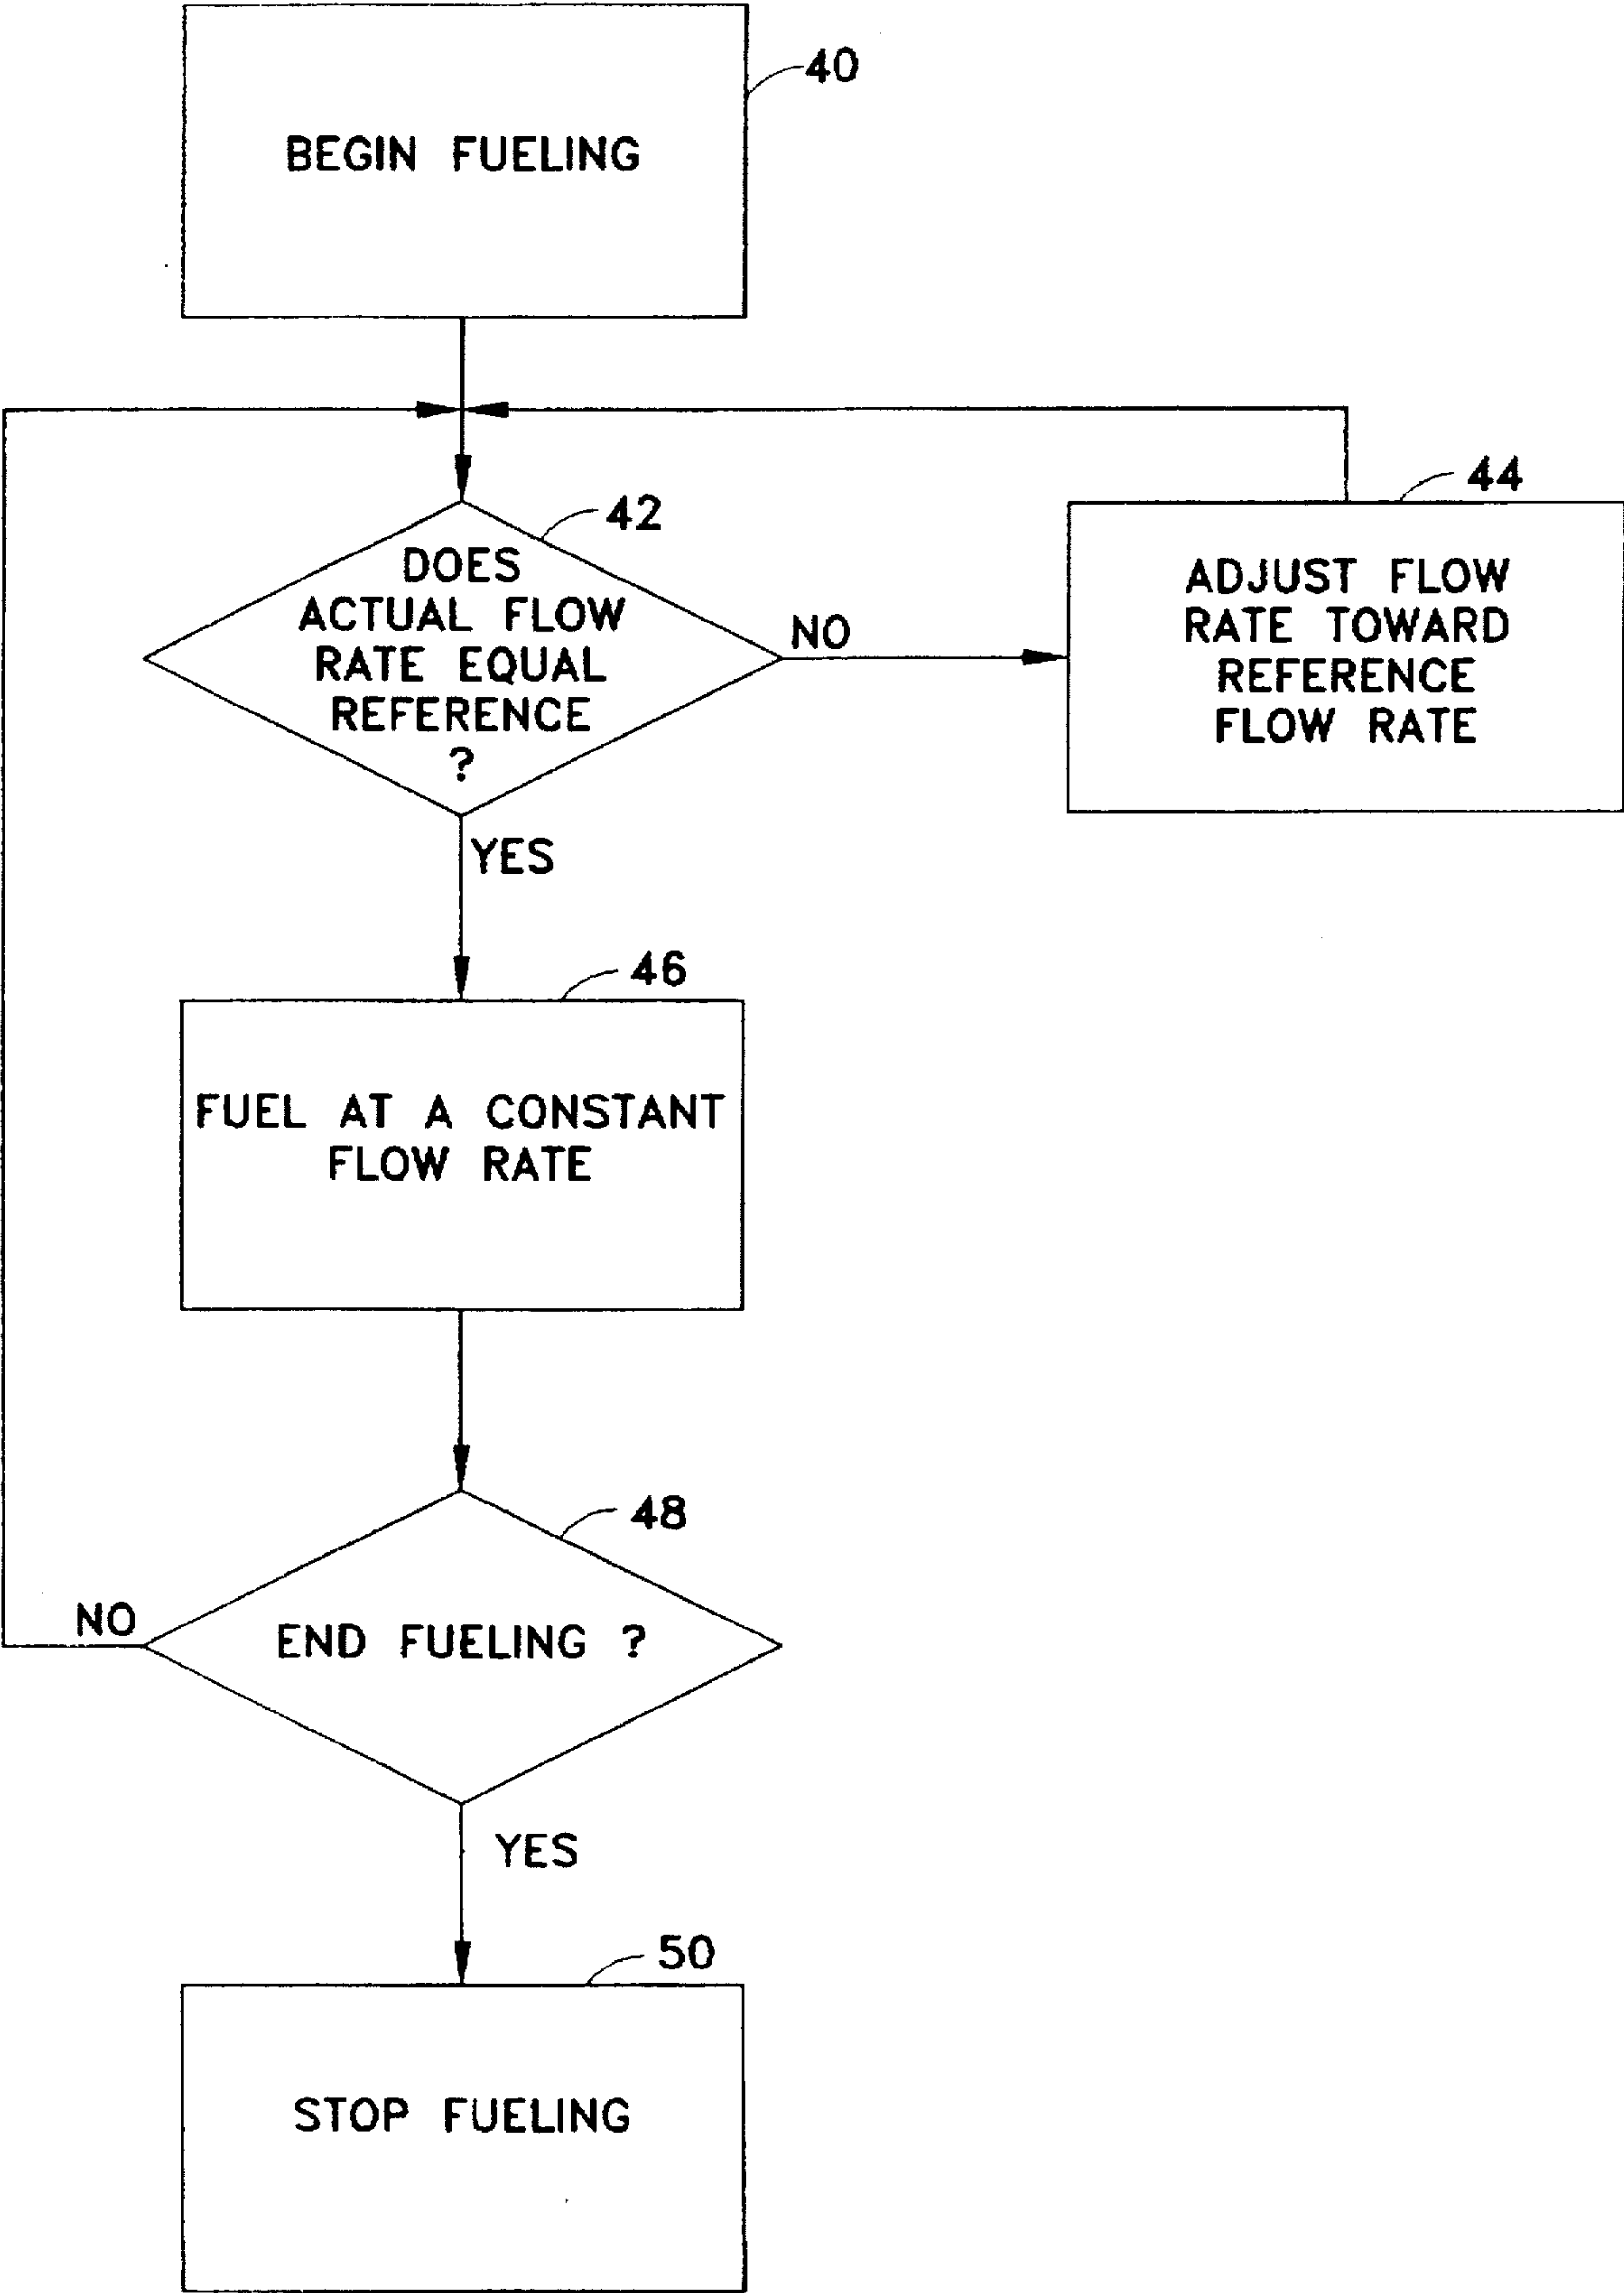 40
BEGIN FUELING
42
DOES
ACTUAL FLOW
RATE EQUAL
REFERENCE
?
NO
44
ADJUST FLOW
RATE TOWARD
REFERENCE
FLOW RATE
YES
46
FUEL AT A CONSTANT
FLOW RATE
48
END FUELING ?
NO
YES
50
STOP FUELING